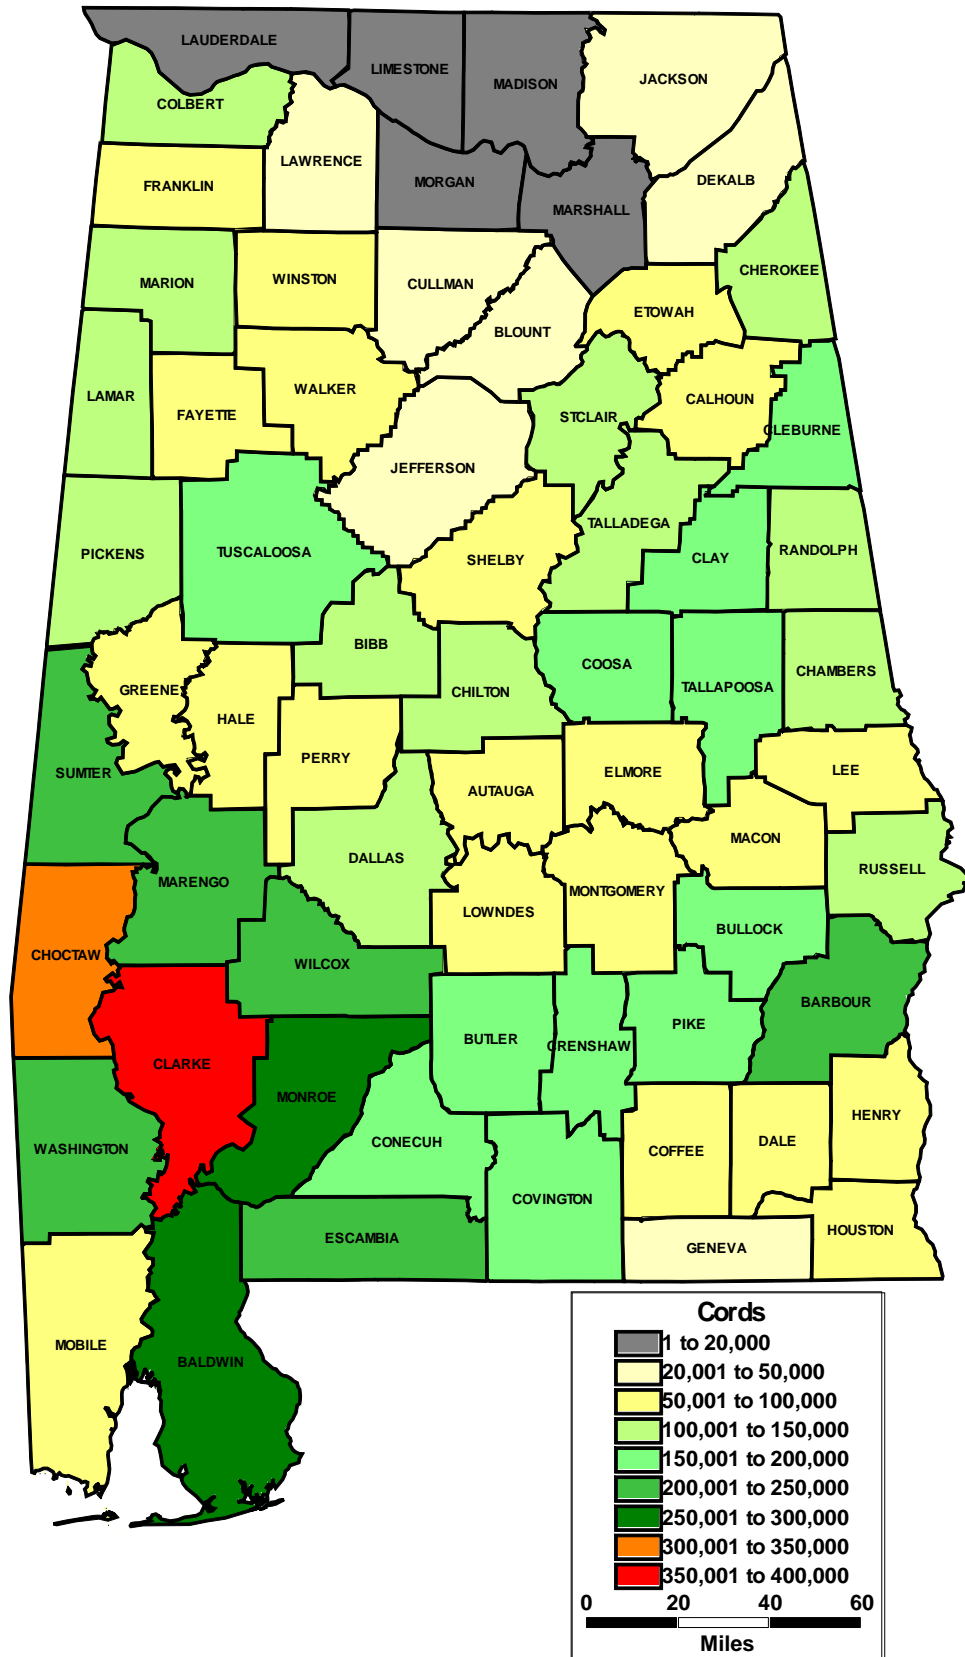 LAUDERDALE
LIMESTONE
MADISON
JACKSON
COLBERT
LAWRENCE
FRANKLIN
MORGAN
DEKALB
MARSHALL
CHEROKEE
MARION
WINSTON
CULLMAN
ETOWAH
BLOUNT
LAMAR
WALKER
CALHOUN
FAYETTE
STCLAIR
CLEBURNE
JEFFERSON
TALLADEGA
PICKENS
TUSCALOOSA
SHELBY
CLAY
RANDOLPH
BIBB
COOSA
CHAMBERS
GREENE
CHILTON
TALLAPOOSA
HALE
PERRY
SUMTER
ELMORE
LEE
AUTAUGA
MACON
DALLAS
RUSSELL
MARENGO
MONTGOMERY
LOWNDES
BULLOCK
CHOCTAW
WILCOX
BARBOUR
PIKE
BUTLER
CRENSHAW
CLARKE
MONROE
HENRY
WASHINGTON
CONECUH
COFFEE
DALE
COVINGTON
ESCAMBIA
GENEVA
HOUSTON
MOBILE
BALDWIN
Cords
1 to 20,000
20,001 to 50,000
50,001 to 100,000
100,001 to 150,000
150,001 to 200,000
200,001 to 250,000
250,001 to 300,000
300,001 to 350,000
350,001 to 400,000
0 20 40 60
Miles